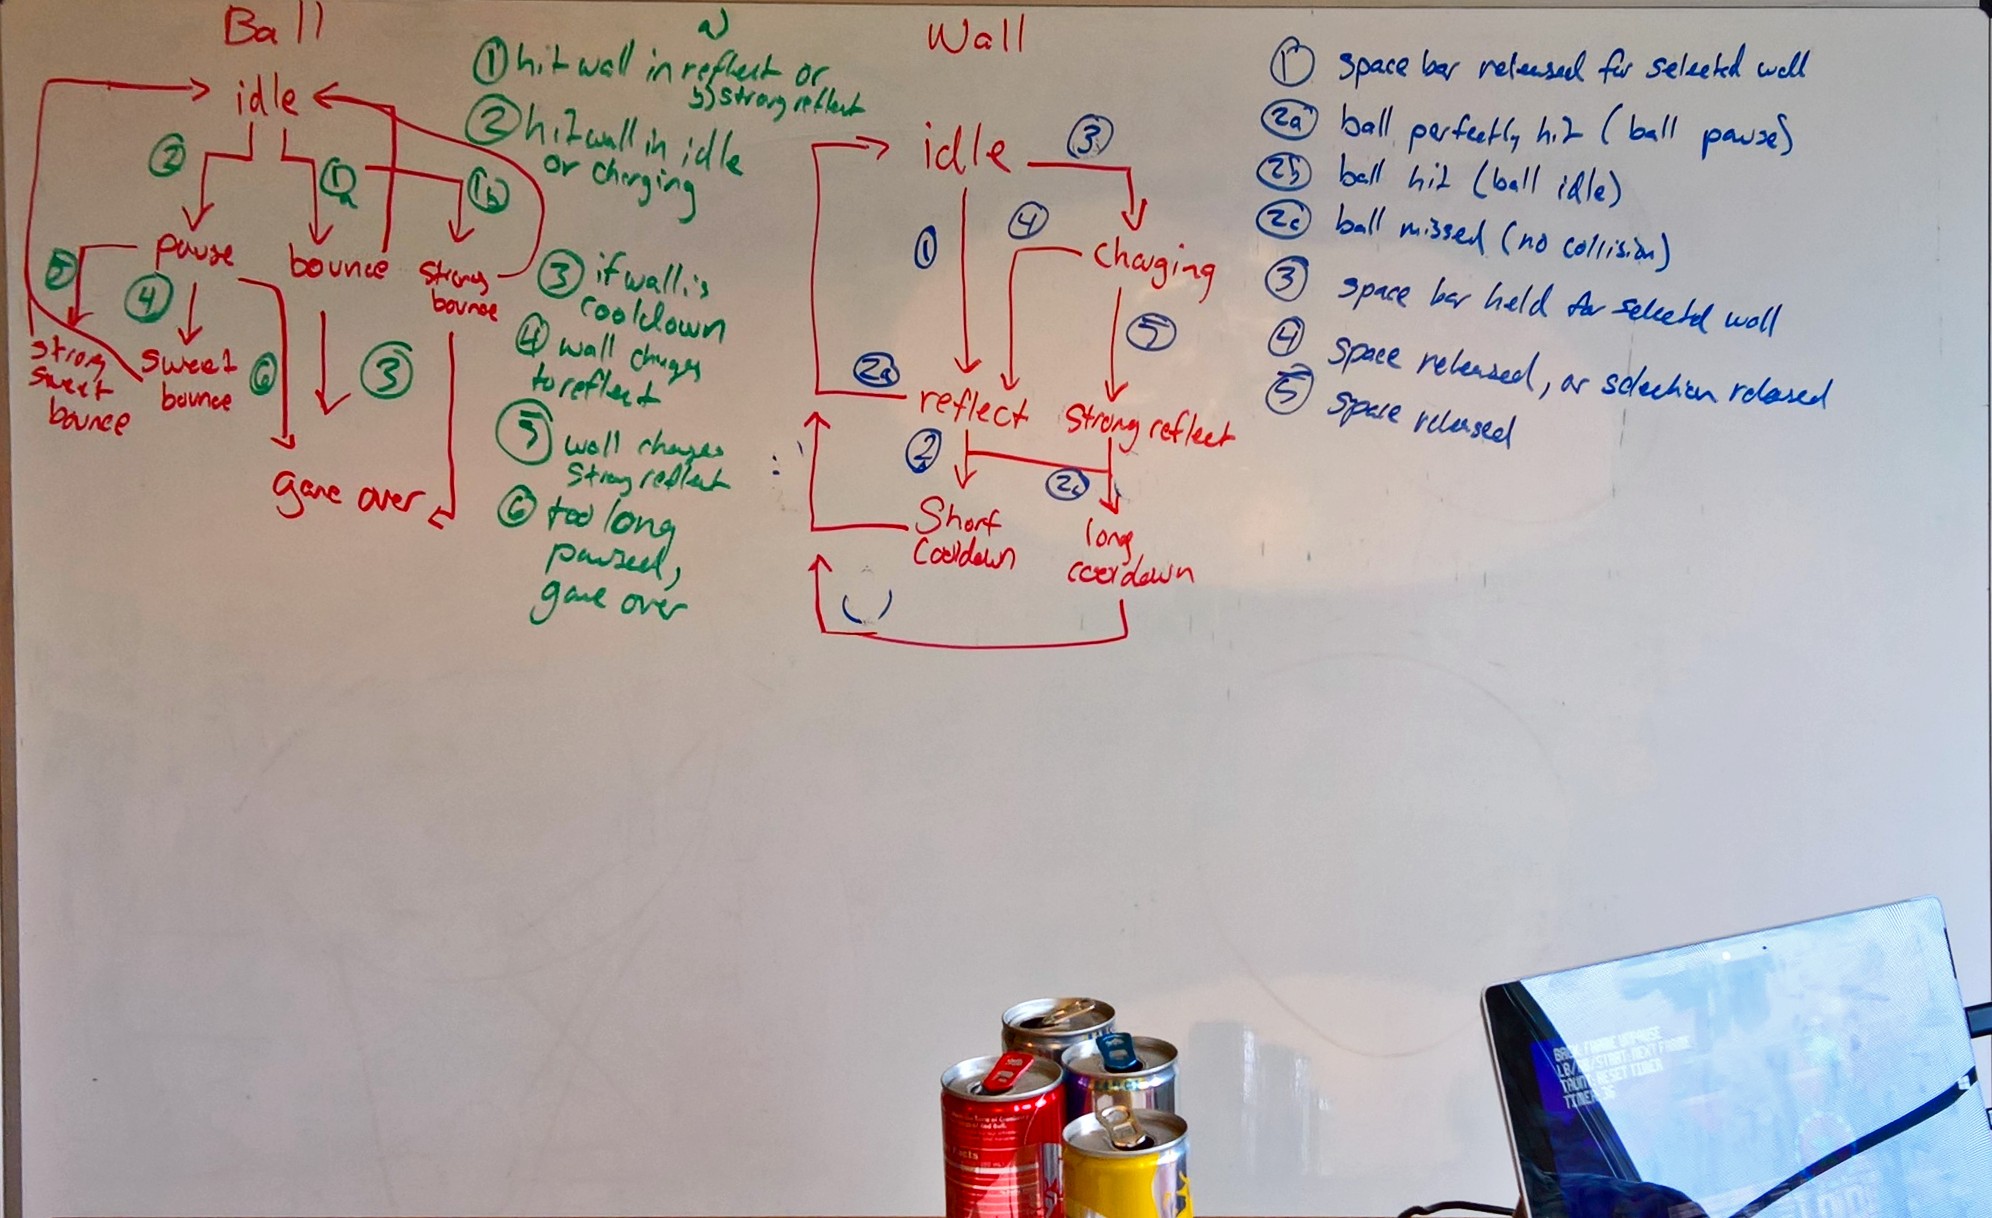 Ball
idle
2
1a
1b
pause
bounce
strong
bounce
5
4
6
3
strong
sweet
bounce
sweet
bounce
game over
a)
1 hit wall in reflect or
b) strong reflect
2 hit wall in idle
or charging
3 if wall is
cooldown
4 wall changes
to reflect
5 wall changes
strong reflect
6 too long
paused,
game over
Wall
idle
3
1
4
charging
5
2a
reflect
strong reflect
2
2c
Short
Cooldown
long
cooldown
1 space bar released for selected wall
2a ball perfectly hit (ball pause)
2b ball hit (ball idle)
2c ball missed (no collision)
3 space bar held for selected wall
4 space released, or selection released
5 space released
BACK FRAME UNPAUSE
LB/RB/START: NEXT FRAME
RESET TIMER
TIMER: 36